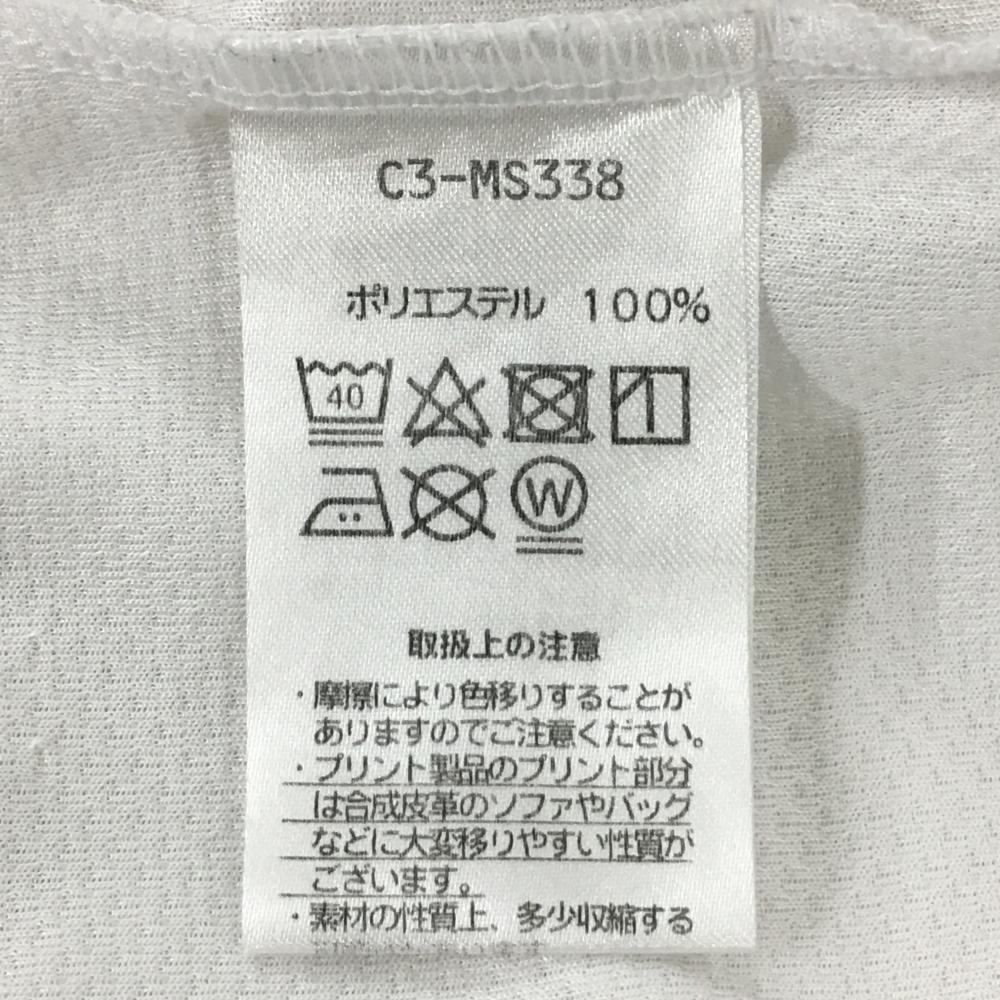 C3-MS338
ポリエステル 100%
40
W
取扱上の注意
・摩擦により色移りすることが
ありますのでご注意ください。
・プリント製品のプリント部分
は合成皮革のソファやバッグ
などに大変移りやすい性質が
ございます。
・素材の性質上、多少収縮する